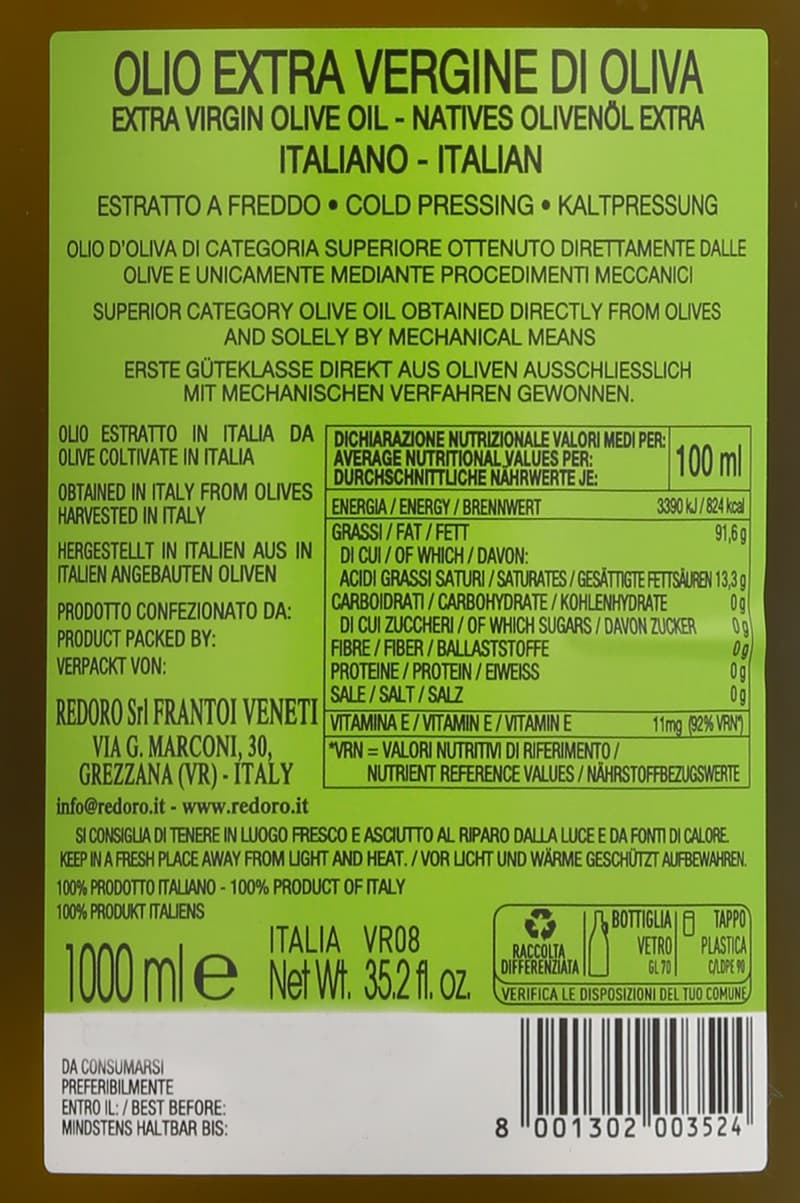 OLIO EXTRA VERGINE DI OLIVA
EXTRA VIRGIN OLIVE OIL - NATIVES OLIVENÖL EXTRA
ITALIANO - ITALIAN
ESTRATTO A FREDDO • COLD PRESSING • KALTPRESSUNG
OLIO D'OLIVA DI CATEGORIA SUPERIORE OTTENUTO DIRETTAMENTE DALLE
OLIVE E UNICAMENTE MEDIANTE PROCEDIMENTI MECCANICI
SUPERIOR CATEGORY OLIVE OIL OBTAINED DIRECTLY FROM OLIVES
AND SOLELY BY MECHANICAL MEANS
ERSTE GÜTEKLASSE DIREKT AUS OLIVEN AUSSCHLIESSLICH
MIT MECHANISCHEN VERFAHREN GEWONNEN.
OLIO ESTRATTO IN ITALIA DA
OLIVE COLTIVATE IN ITALIA
OBTAINED IN ITALY FROM OLIVES
HARVESTED IN ITALY
HERGESTELLT IN ITALIEN AUS IN
ITALIEN ANGEBAUTEN OLIVEN
PRODOTTO CONFEZIONATO DA:
PRODUCT PACKED BY:
VERPACKT VON:
REDORO Srl FRANTOI VENETI
VIA G. MARCONI, 30,
GREZZANA (VR) - ITALY
info@redoro.it - www.redoro.it
DICHIARAZIONE NUTRIZIONALE VALORI MEDI PER:
AVERAGE NUTRITIONAL VALUES PER:
DURCHSCHNITTLICHE NÄHRWERTE JE:
100 ml
ENERGIA / ENERGY / BRENNWERT 3390 kJ / 824 kcal
GRASSI / FAT / FETT 91,6 g
DI CUI / OF WHICH / DAVON:
ACIDI GRASSI SATURI / SATURATES / GESÄTTIGTE FETTSÄUREN 13,3 g
CARBOIDRATI / CARBOHYDRATE / KOHLENHYDRATE 0 g
DI CUI ZUCCHERI / OF WHICH SUGARS / DAVON ZUCKER 0 g
FIBRE / FIBER / BALLASTSTOFFE 0 g
PROTEINE / PROTEIN / EIWEISS 0 g
SALE / SALT / SALZ 0 g
VITAMINA E / VITAMIN E / VITAMIN E 11mg (92% VRN*)
*VRN = VALORI NUTRITIVI DI RIFERIMENTO /
NUTRIENT REFERENCE VALUES / NÄHRSTOFFBEZUGSWERTE
SI CONSIGLIA DI TENERE IN LUOGO FRESCO E ASCIUTTO AL RIPARO DALLA LUCE E DA FONTI DI CALORE.
KEEP IN A FRESH PLACE AWAY FROM LIGHT AND HEAT. / VOR LICHT UND WÄRME GESCHÜTZT AUFBEWAHREN.
100% PRODOTTO ITALIANO - 100% PRODUCT OF ITALY
100% PRODUKT ITALIENS
1000 ml e
ITALIA VR08
Net Wt. 35.2 fl. oz.
RACCOLTA
DIFFERENZIATA
BOTTIGLIA
VETRO
GL 70
TAPPO
PLASTICA
C/LDPE 90
VERIFICA LE DISPOSIZIONI DEL TUO COMUNE
DA CONSUMARSI
PREFERIBILMENTE
ENTRO IL: / BEST BEFORE:
MINDSTENS HALTBAR BIS:
8 001302 003524